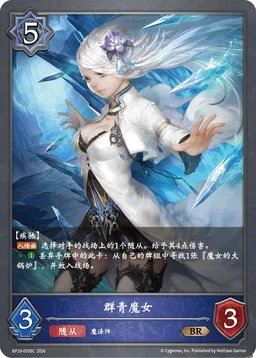 5
【疾驰】
入场曲 选择对手的战场上的1个随从。给予其4点伤害。
1 丢弃手牌中的此卡：从自己的牌组中寻找1张『魔女的大
锅炉』，并放入战场。
群青魔女
3
随从 魔法师
BR
3
© Cygames, Inc. Property Published by NetEase Games